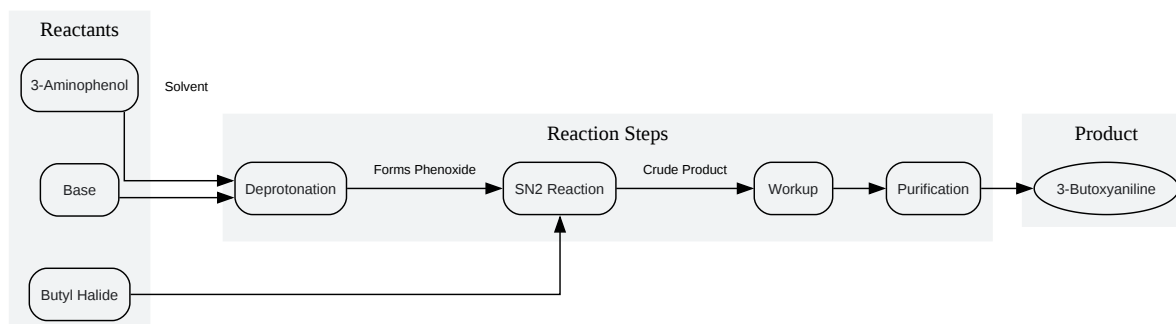 Reactants
3-Aminophenol
Solvent
Reaction Steps
Product
Base
Deprotonation
Forms Phenoxide
SN2 Reaction
Crude Product
Workup
Purification
3-Butoxyaniline
Butyl Halide